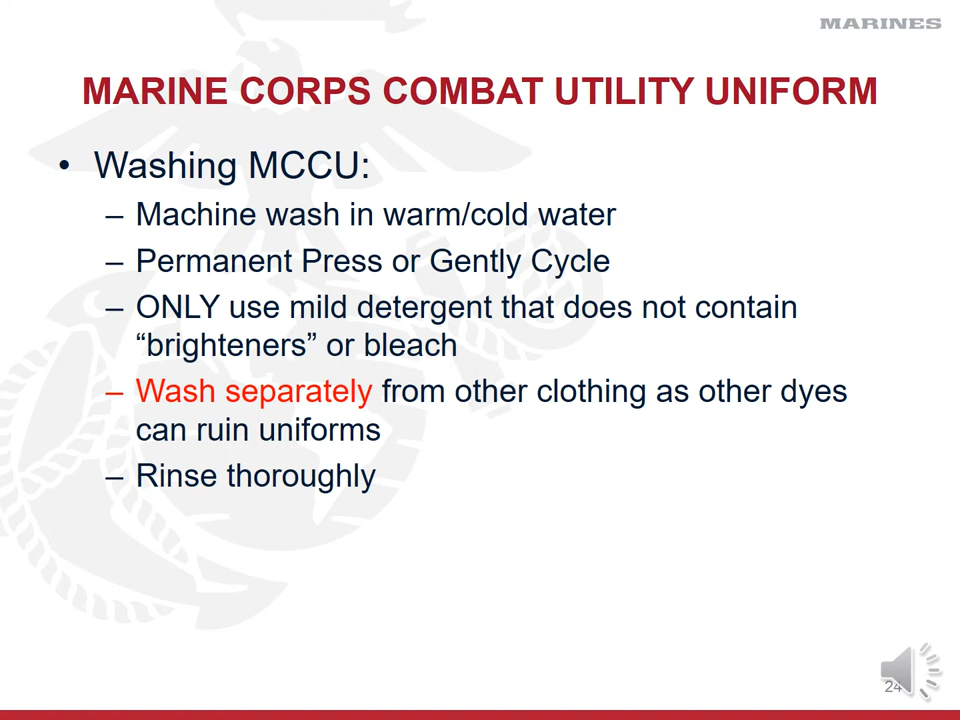 MARINES
MARINE CORPS COMBAT UTILITY UNIFORM
• Washing MCCU:
– Machine wash in warm/cold water
– Permanent Press or Gently Cycle
– ONLY use mild detergent that does not contain
“brighteners” or bleach
– Wash separately from other clothing as other dyes
can ruin uniforms
– Rinse thoroughly
24